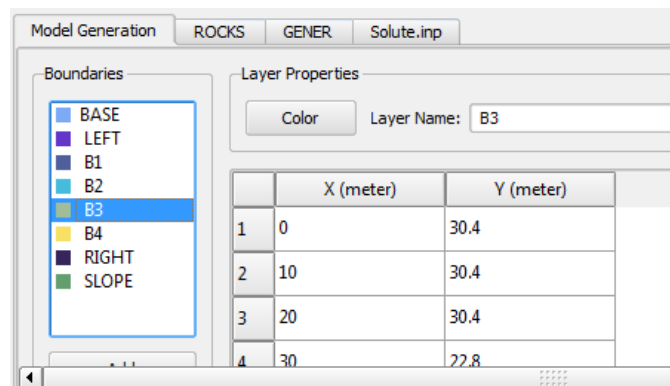 Model Generation ROCKS GENER Solute.inp
Boundaries
BASE
LEFT
B1
B2
B3
B4
RIGHT
SLOPE
Layer Properties
Color Layer Name: B3
X (meter) Y (meter)
1 0 30.4
2 10 30.4
3 20 30.4
4 30 22.8